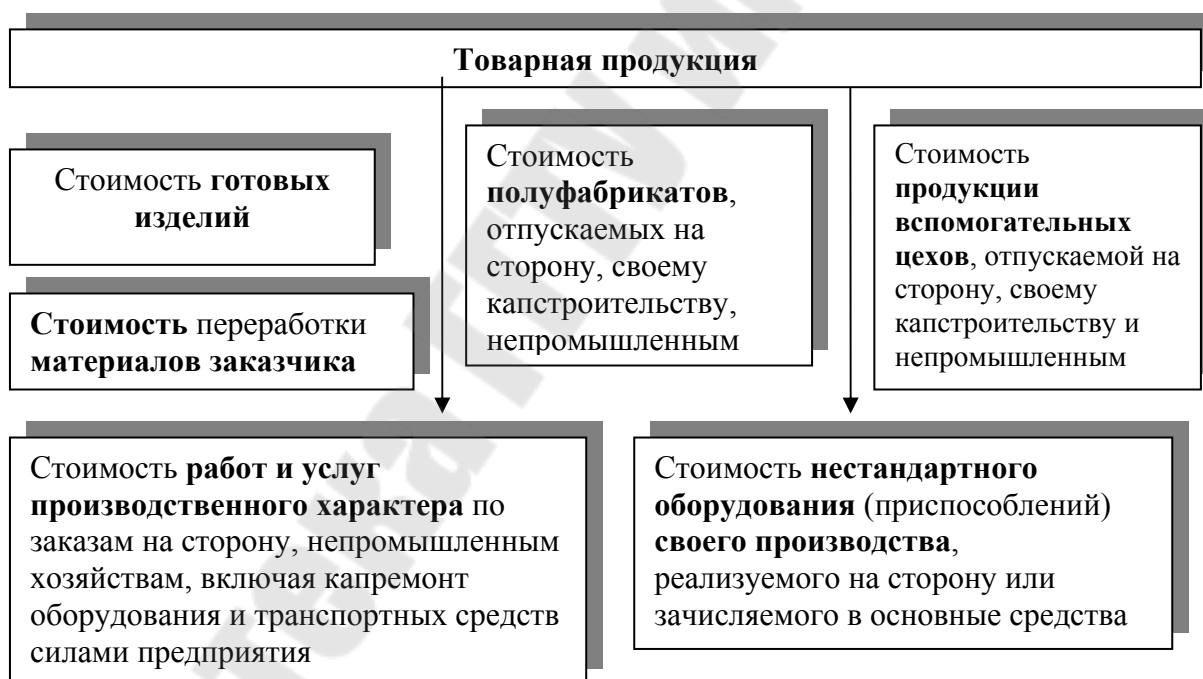 Товарная продукция
Стоимость готовых
изделий
Стоимость переработки
материалов заказчика
Стоимость
полуфабрикатов,
отпускаемых на
сторону, своему
капстроительству,
непромышленным
Стоимость
продукции
вспомогательных
цехов, отпускаемой на
сторону, своему
капстроительству и
непромышленным
Стоимость работ и услуг
производственного характера по
заказам на сторону, непромышленным
хозяйствам, включая капремонт
оборудования и транспортных средств
силами предприятия
Стоимость нестандартного
оборудования (приспособлений)
своего производства,
реализуемого на сторону или
зачисляемого в основные средства